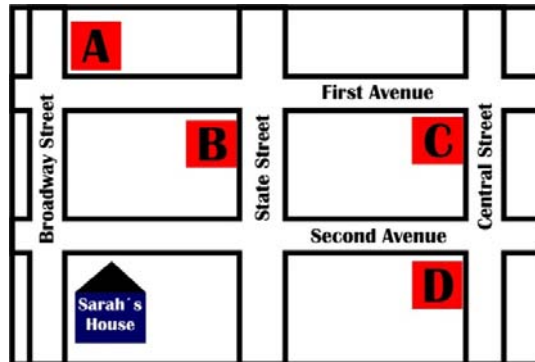 A
First Avenue
B
C
Broadway Street
State Street
Central Street
Second Avenue
Sarah´s
House
D